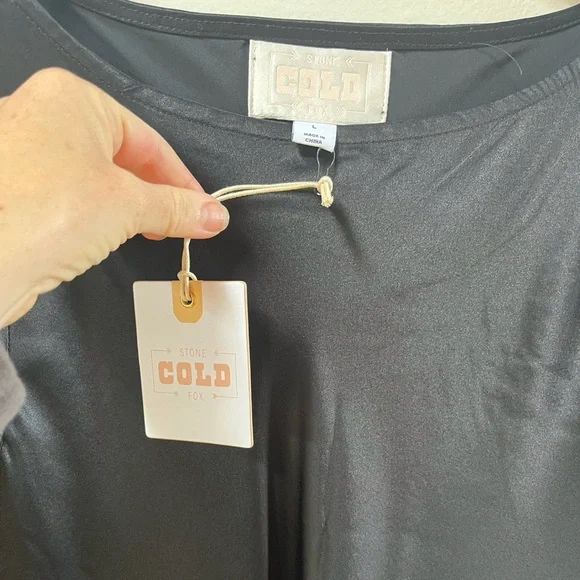 STONE
COLD
FOX
L
MADE IN
CHINA
STONE
COLD
FOX